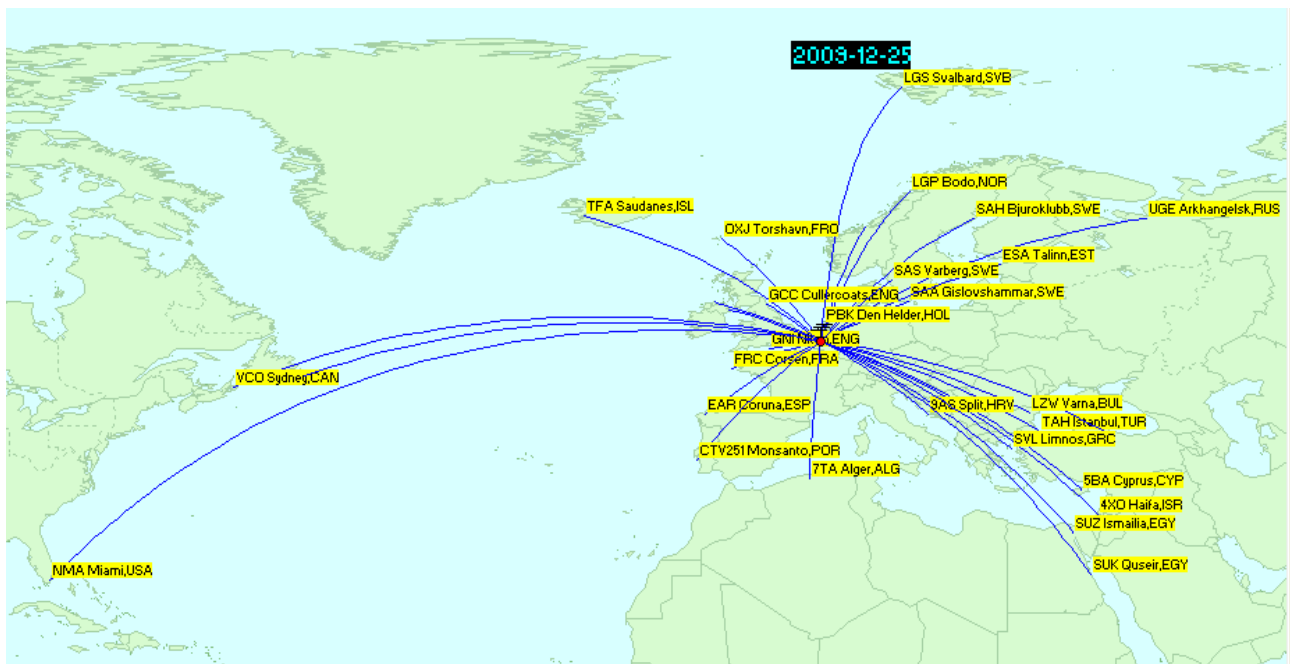 2009-12-25
LGS Svalbard,SVB
LGP Bodo,NOR
TFA Saudanes,ISL
SAH Bjuroklubb,SWE
UGE Arkhangelsk,RUS
OXJ Torshavn,FRO
ESA Talinn,EST
SAS Varberg,SWE
GCC Cullercoats,ENG
SAA Gislovshammar,SWE
PBK Den Helder,HOL
GNI Niton,ENG
FRC Corsen,FRA
VCO Sydney,CAN
EAR Coruna,ESP
9AS Split,HRV
LZW Varna,BUL
TAH Istanbul,TUR
SVL Limnos,GRC
CTV251 Monsanto,POR
7TA Alger,ALG
5BA Cyprus,CYP
4XO Haifa,ISR
SUZ Ismailia,EGY
SUK Quseir,EGY
NMA Miami,USA